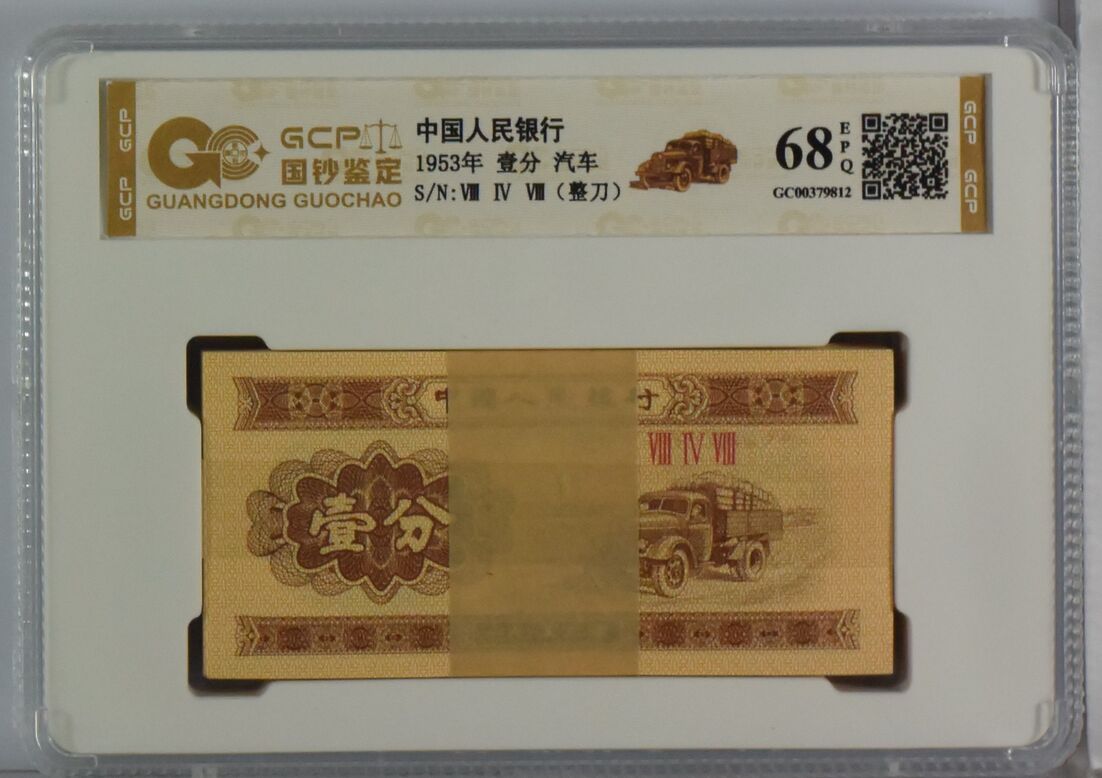 GCP
国钞鉴定
GUANGDONG GUOCHAO
中国人民银行
1953年 壹分 汽车
S/N:Ⅷ Ⅳ Ⅷ（整刀）
68
EPQ
GC00379812
GCP
GCP
GCP
GCP
Ⅷ Ⅳ Ⅷ
壹分